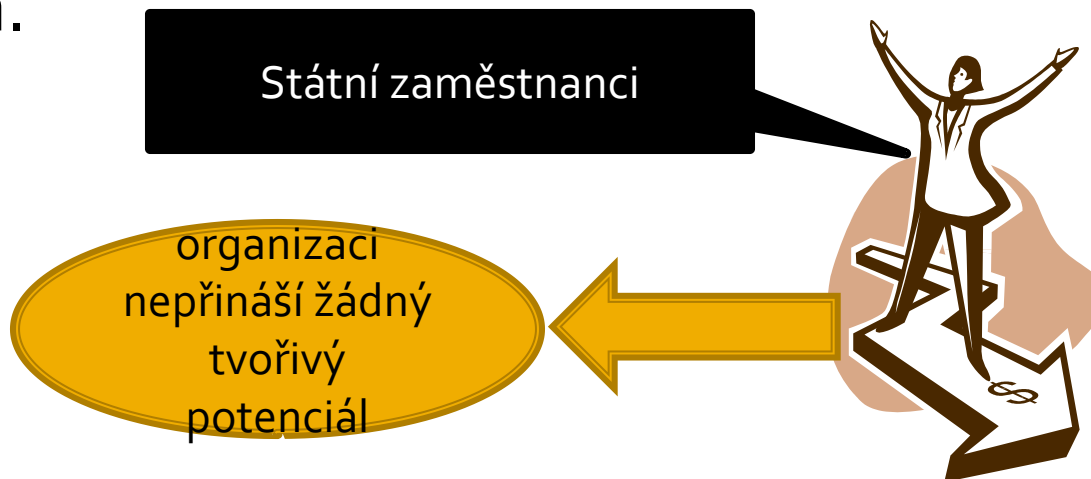 Státní zaměstnanci
organizaci
nepřináší žádný
tvořivý
potenciál
$